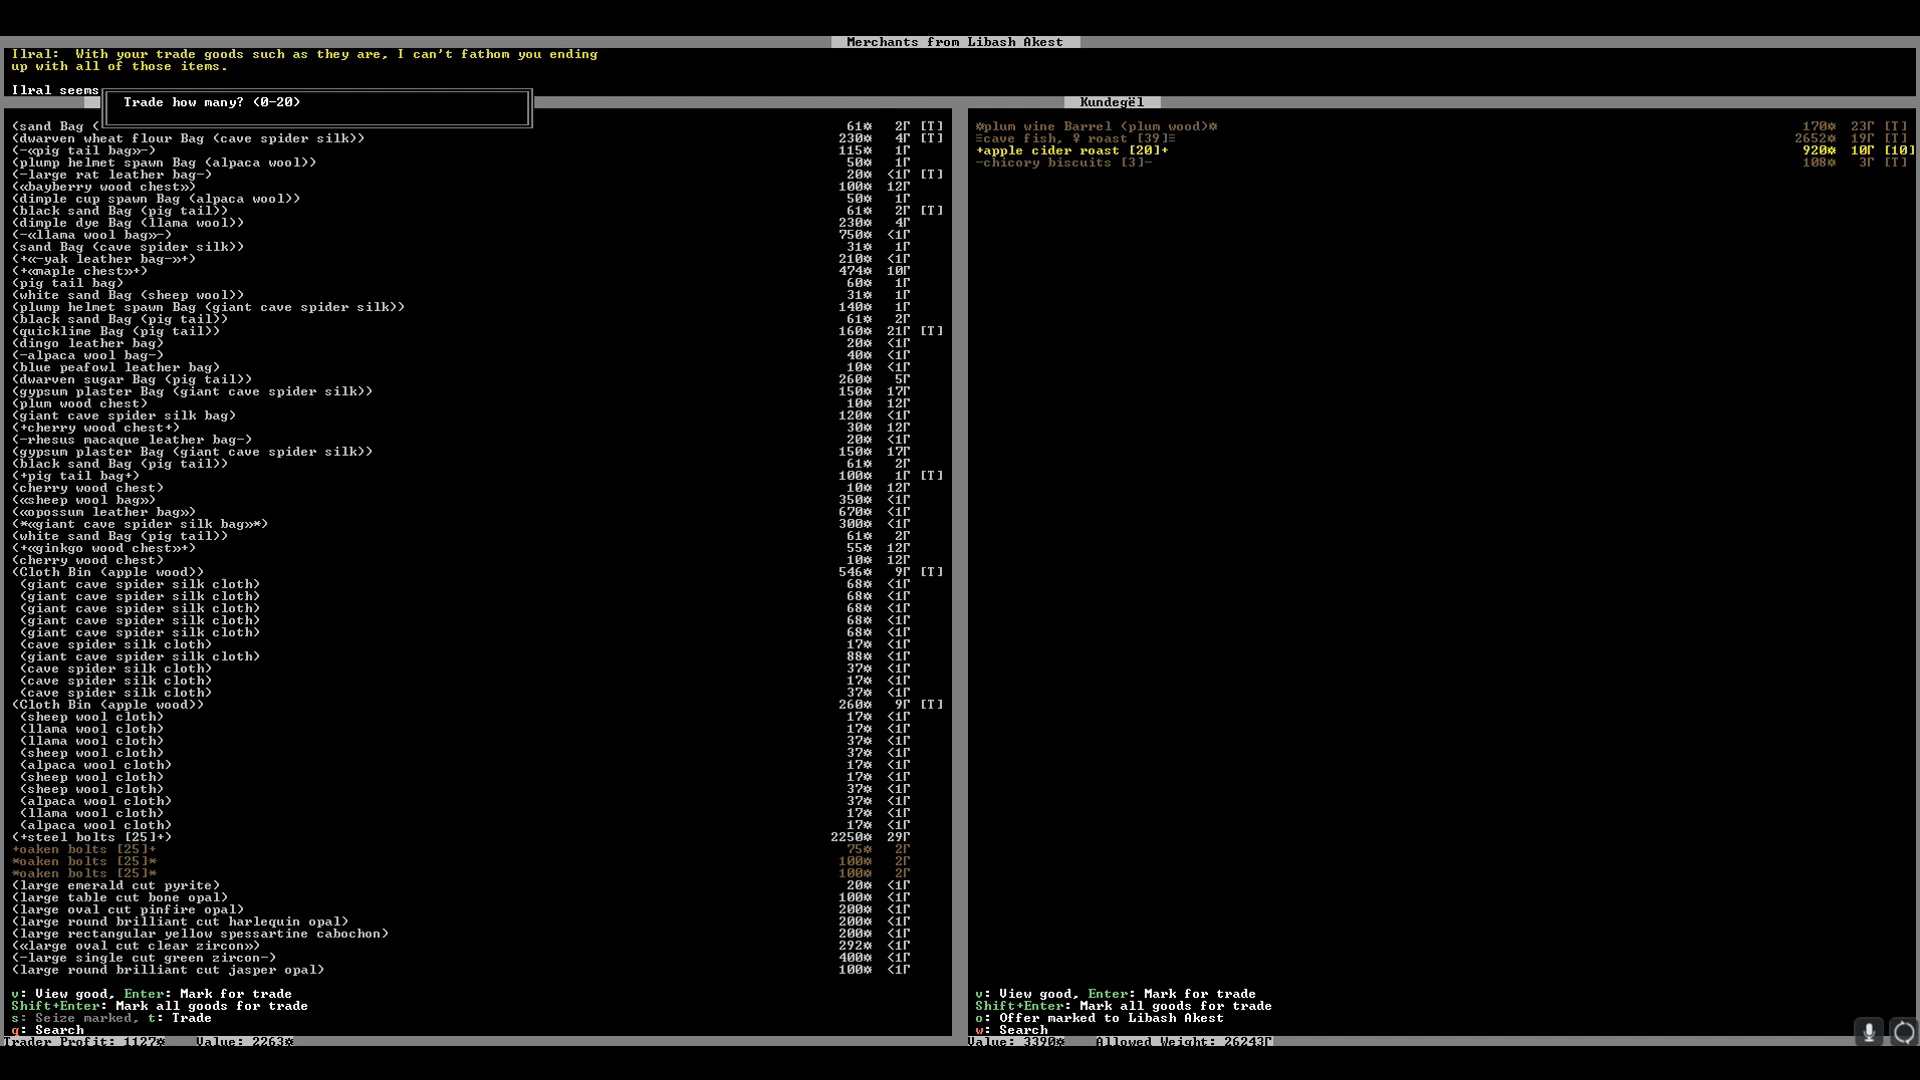 Merchants from Libash Akest
Ilral: With your trade goods such as they are, I can't fathom you ending
up with all of those items.
Ilral seems
Trade how many? (0-20)
Kundegël
(sand Bag ( 61☼ 2Γ [T]
(dwarven wheat flour Bag (cave spider silk)) 230☼ 4Γ [T]
(-«pig tail bag»-) 115☼ 1Γ
(plump helmet spawn Bag (alpaca wool)) 50☼ 1Γ
(-large rat leather bag-) 20☼ <1Γ [T]
(«bayberry wood chest») 100☼ 12Γ
(dimple cup spawn Bag (alpaca wool)) 50☼ 1Γ
(black sand Bag (pig tail)) 61☼ 2Γ [T]
(dimple dye Bag (llama wool)) 230☼ 4Γ
(-«llama wool bag»-) 750☼ <1Γ
(sand Bag (cave spider silk)) 31☼ 1Γ
(+«-yak leather bag-»+) 210☼ <1Γ
(+«maple chest»+) 474☼ 10Γ
(pig tail bag) 60☼ 1Γ
(white sand Bag (sheep wool)) 31☼ 1Γ
(plump helmet spawn Bag (giant cave spider silk)) 140☼ 1Γ
(black sand Bag (pig tail)) 61☼ 2Γ
(quicklime Bag (pig tail)) 160☼ 21Γ [T]
(dingo leather bag) 20☼ <1Γ
(-alpaca wool bag-) 40☼ <1Γ
(blue peafowl leather bag) 10☼ <1Γ
(dwarven sugar Bag (pig tail)) 260☼ 5Γ
(gypsum plaster Bag (giant cave spider silk)) 150☼ 17Γ
(plum wood chest) 10☼ 12Γ
(giant cave spider silk bag) 120☼ <1Γ
(+cherry wood chest+) 30☼ 12Γ
(-rhesus macaque leather bag-) 20☼ <1Γ
(gypsum plaster Bag (giant cave spider silk)) 150☼ 17Γ
(black sand Bag (pig tail)) 61☼ 2Γ
(+pig tail bag+) 100☼ 1Γ [T]
(cherry wood chest) 10☼ 12Γ
(«sheep wool bag») 350☼ <1Γ
(«opossum leather bag») 670☼ <1Γ
(*«giant cave spider silk bag»*) 300☼ <1Γ
(white sand Bag (pig tail)) 61☼ 2Γ
(+«ginkgo wood chest»+) 55☼ 12Γ
(cherry wood chest) 10☼ 12Γ
(Cloth Bin (apple wood)) 546☼ 9Γ [T]
(giant cave spider silk cloth) 68☼ <1Γ
(giant cave spider silk cloth) 68☼ <1Γ
(giant cave spider silk cloth) 68☼ <1Γ
(giant cave spider silk cloth) 68☼ <1Γ
(giant cave spider silk cloth) 68☼ <1Γ
(cave spider silk cloth) 17☼ <1Γ
(giant cave spider silk cloth) 88☼ <1Γ
(cave spider silk cloth) 37☼ <1Γ
(cave spider silk cloth) 17☼ <1Γ
(cave spider silk cloth) 37☼ <1Γ
(Cloth Bin (apple wood)) 260☼ 9Γ [T]
(sheep wool cloth) 17☼ <1Γ
(llama wool cloth) 17☼ <1Γ
(llama wool cloth) 37☼ <1Γ
(sheep wool cloth) 37☼ <1Γ
(alpaca wool cloth) 17☼ <1Γ
(sheep wool cloth) 17☼ <1Γ
(sheep wool cloth) 37☼ <1Γ
(alpaca wool cloth) 37☼ <1Γ
(llama wool cloth) 17☼ <1Γ
(alpaca wool cloth) 17☼ <1Γ
(+steel bolts [25]+) 2250☼ 29Γ
+oaken bolts [25]+ 75☼ 2Γ
*oaken bolts [25]* 100☼ 2Γ
*oaken bolts [25]* 100☼ 2Γ
(large emerald cut pyrite) 20☼ <1Γ
(large table cut bone opal) 100☼ <1Γ
(large oval cut pinfire opal) 200☼ <1Γ
(large round brilliant cut harlequin opal) 200☼ <1Γ
(large rectangular yellow spessartine cabochon) 200☼ <1Γ
(«large oval cut clear zircon») 292☼ <1Γ
(-large single cut green zircon-) 400☼ <1Γ
(large round brilliant cut jasper opal) 100☼ <1Γ
v: View good, Enter: Mark for trade
Shift+Enter: Mark all goods for trade
s: Seize marked, t: Trade
q: Search
Trader Profit: 1127☼ Value: 2263☼
☼plum wine Barrel (plum wood)☼ 170☼ 23Γ [T]
≡cave fish, ♀ roast [39]≡ 2652☼ 19Γ [T]
+apple cider roast [20]+ 920☼ 10Γ [10]
-chicory biscuits [3]- 108☼ 3Γ [T]
v: View good, Enter: Mark for trade
Shift+Enter: Mark all goods for trade
o: Offer marked to Libash Akest
w: Search
Value: 3390☼ Allowed Weight: 26243Γ